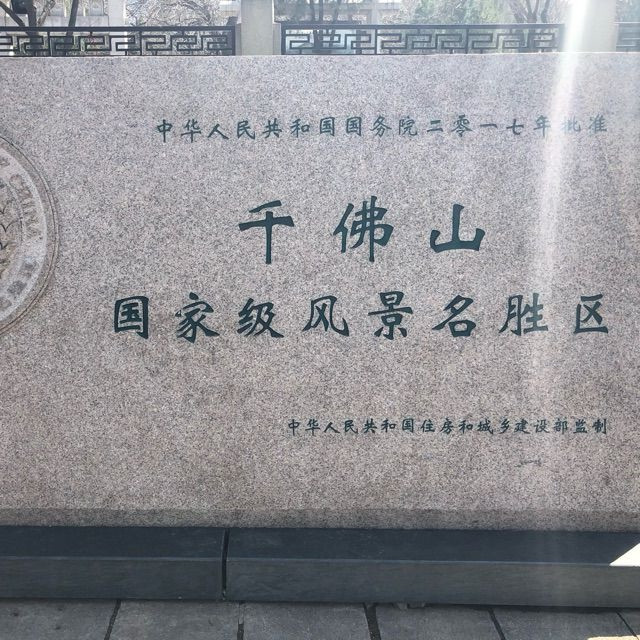 中华人民共和国国务院二零一七年批准
千佛山
国家级风景名胜区
中华人民共和国住房和城乡建设部监制
CHINA